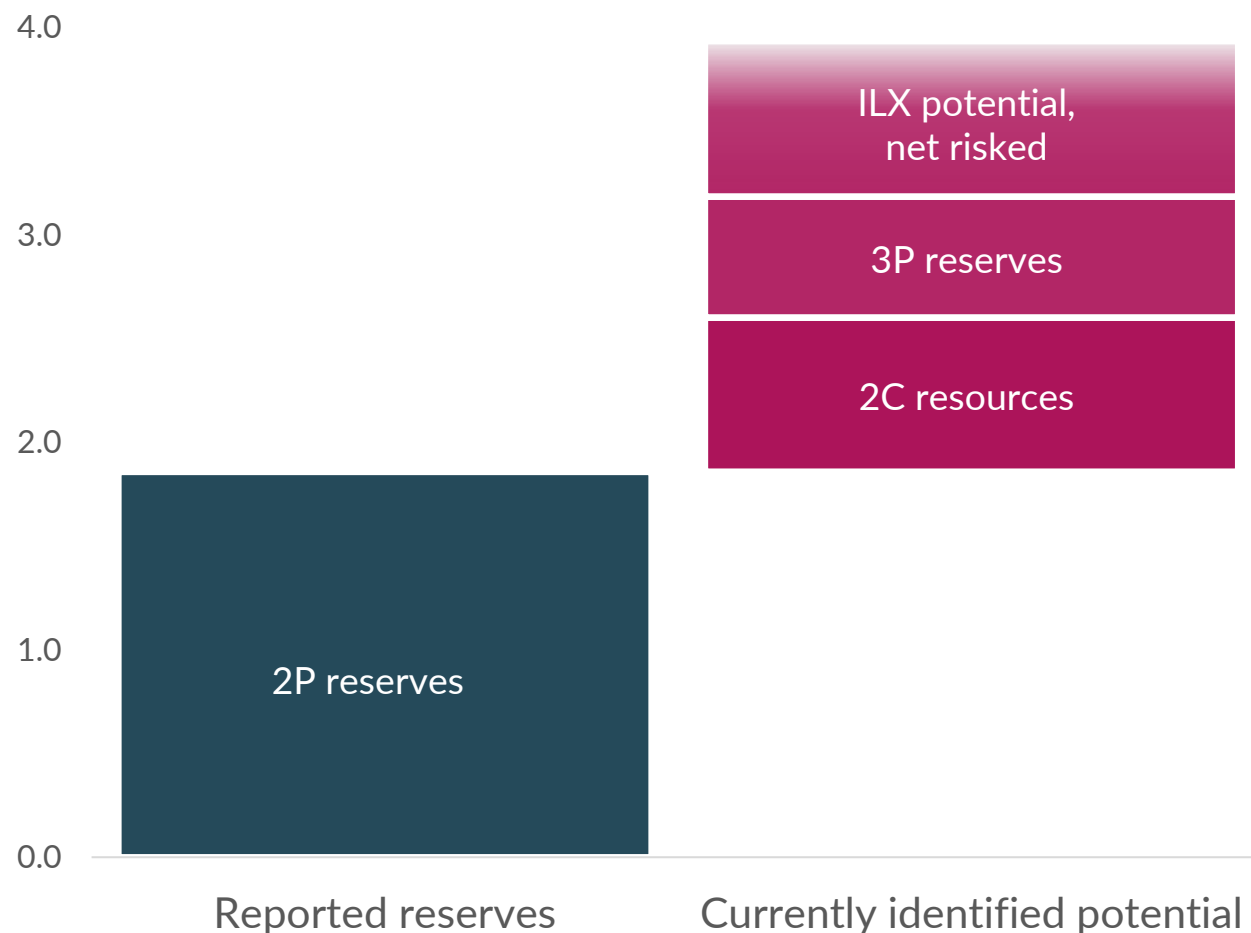 4.0
ILX potential,
net risked
3.0
3P reserves
2C resources
2.0
1.0
2P reserves
0.0
Reported reserves
Currently identified potential